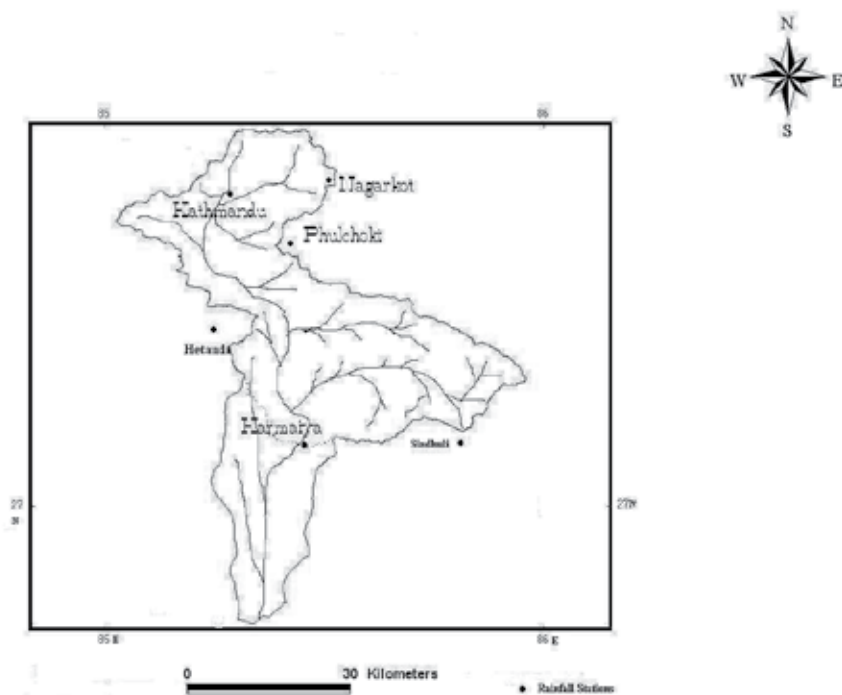 N
W E
S
85 86
Nagarkot
Kathmandu
Phulchoki
Hetauda
Karmaiya
Sindhuli
27 27N
N
85 E 86 E
0 30 Kilometers
Rainfall Stations